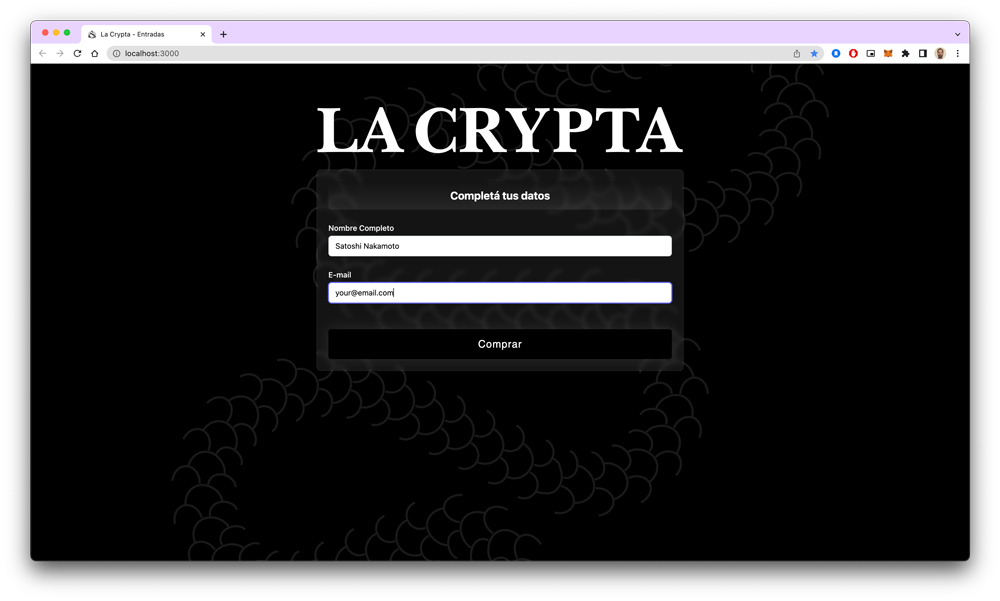 La Crypta - Entradas
localhost:3000
LA CRYPTA
Completá tus datos
Nombre Completo
Satoshi Nakamoto
E-mail
your@email.com
Comprar